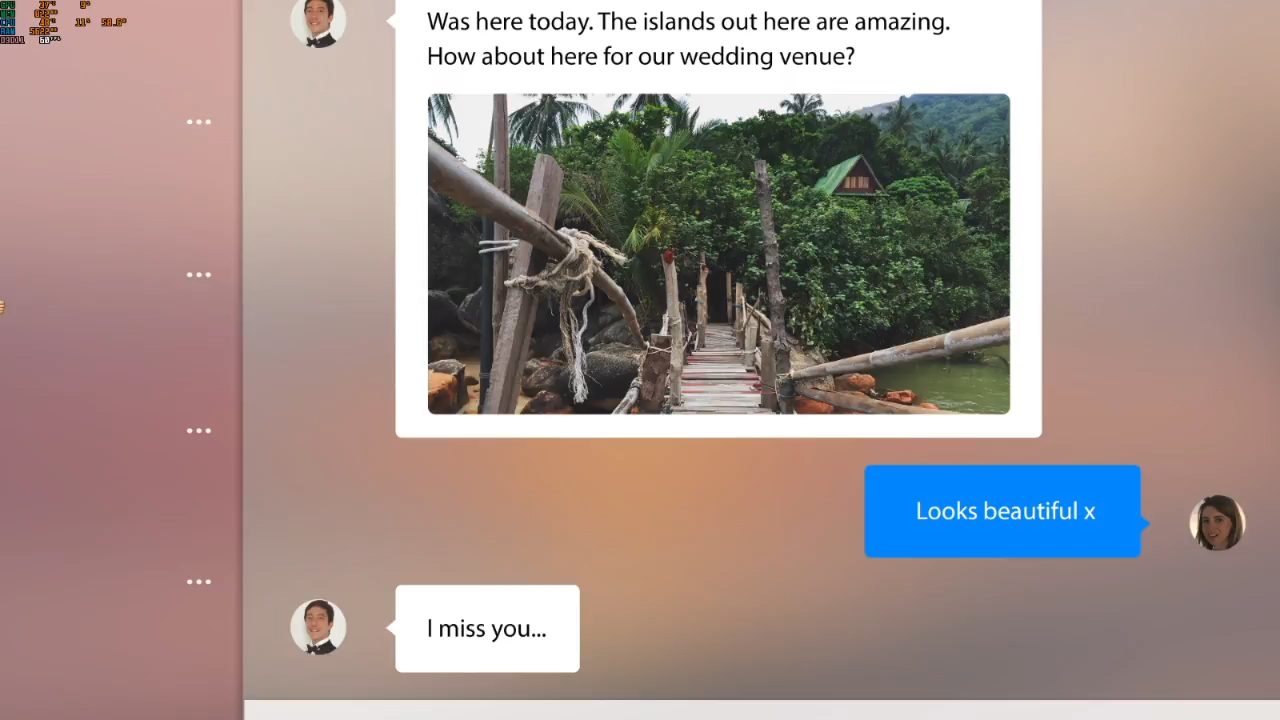 Was here today. The islands out here are amazing.
How about here for our wedding venue?
Looks beautiful x
I miss you...